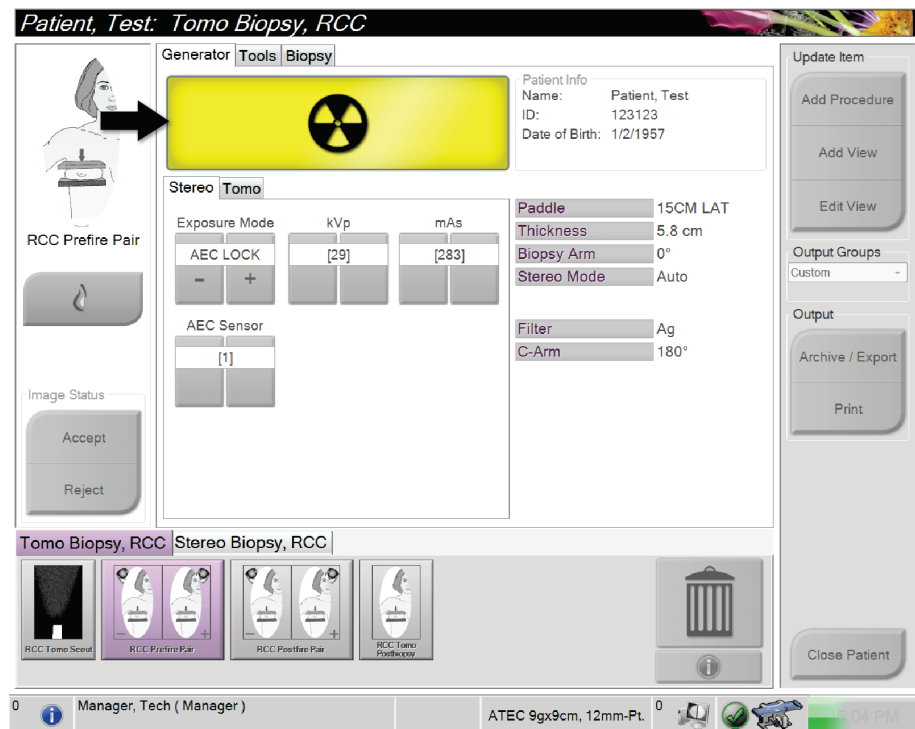 Patient, Test: Tomo Biopsy, RCC
Generator Tools Biopsy
Update Item
Patient Info
Name: Patient, Test
ID: 123123
Date of Birth: 1/2/1957
Add Procedure
Add View
Edit View
RCC Prefire Pair
Stereo Tomo
Exposure Mode kVp mAs
AEC LOCK [29] [283]
- +
AEC Sensor
[1]
Paddle 15CM LAT
Thickness 5.8 cm
Biopsy Arm 0°
Stereo Mode Auto
Filter Ag
C-Arm 180°
Output Groups
Custom
Output
Archive / Export
Print
Image Status
Accept
Reject
Tomo Biopsy, RCC Stereo Biopsy, RCC
- + - +
RCC Tomo Scout RCC Prefire Pair RCC Postfire Pair RCC Tomo
Postbiopsy
Close Patient
0 Manager, Tech ( Manager ) ATEC 9gx9cm, 12mm-Pt. 0 :04 PM